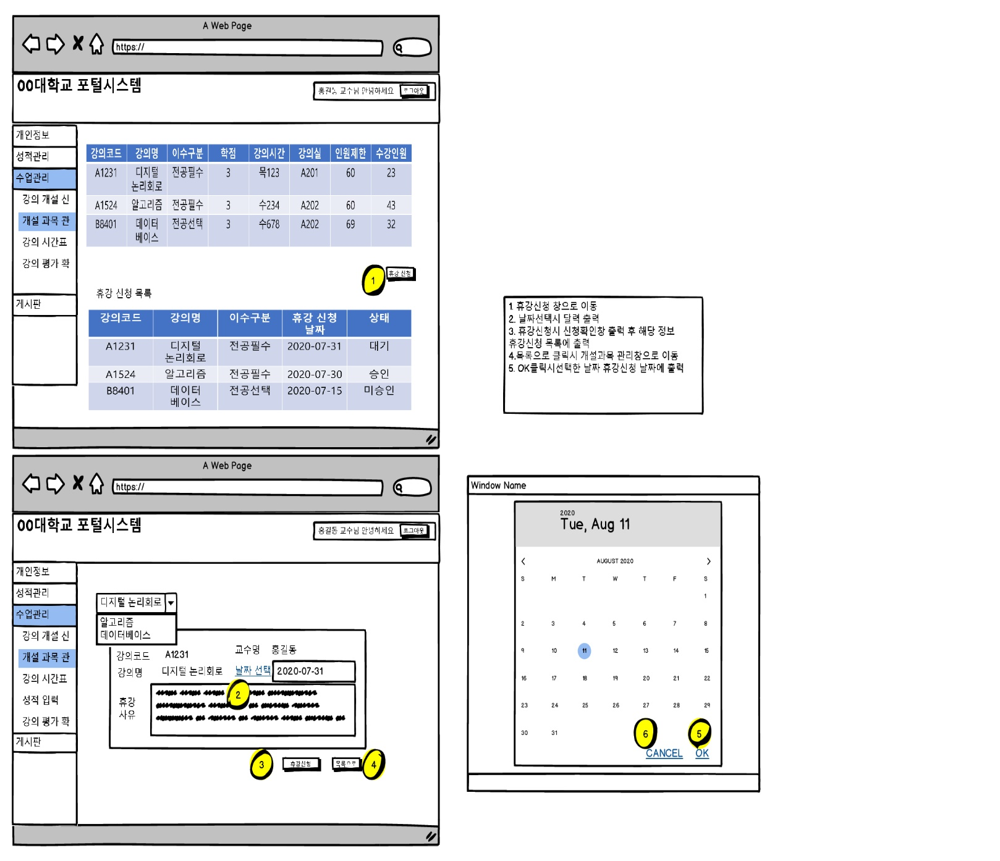 A Web Page
https://
00대학교 포털시스템
홍길동 교수님 안녕하세요 로그아웃
개인정보
성적관리
수업관리
강의 개설 신
개설 과목 관
강의 시간표
강의 평가 확
게시판
강의코드 강의명 이수구분 학점 강의시간 강의실 인원제한 수강인원
A1231 디지털 전공필수 3 목123 A201 60 23
논리회로
A1524 알고리즘 전공필수 3 수234 A202 60 43
B8401 데이터 전공선택 3 수678 A202 69 32
베이스
1 휴강 신청
휴강 신청 목록
강의코드 강의명 이수구분 휴강 신청 상태
날짜
A1231 디지털 전공필수 2020-07-31 대기
논리회로
A1524 알고리즘 전공필수 2020-07-30 승인
B8401 데이터 전공선택 2020-07-15 미승인
베이스
1. 휴강신청 창으로 이동
2. 날짜선택시 달력 출력
3. 휴강신청시 신청확인창 출력 후 해당 정보
휴강신청 목록에 출력
4.목록으로 클릭시 개설과목 관리창으로 이동
5. OK클릭시선택한 날짜 휴강신청 날짜에 출력
A Web Page
https://
00대학교 포털시스템
홍길동 교수님 안녕하세요 로그아웃
개인정보
성적관리
수업관리
강의 개설 신
개설 과목 관
강의 시간표
성적 입력
강의 평가 확
게시판
디지털 논리회로
알고리즘
데이터베이스
강의코드 A1231 교수명 홍길동
강의명 디지털 논리회로 날짜 선택 2020-07-31
2
휴강
사유
3 휴강신청 목록으로 4
Window Name
2020
Tue, Aug 11
AUGUST 2020
S M T W T F S
1
2 3 4 5 6 7 8
9 10 11 12 13 14 15
16 17 18 19 20 21 22
23 24 25 26 27 28 29
30 31 6 5
CANCEL OK